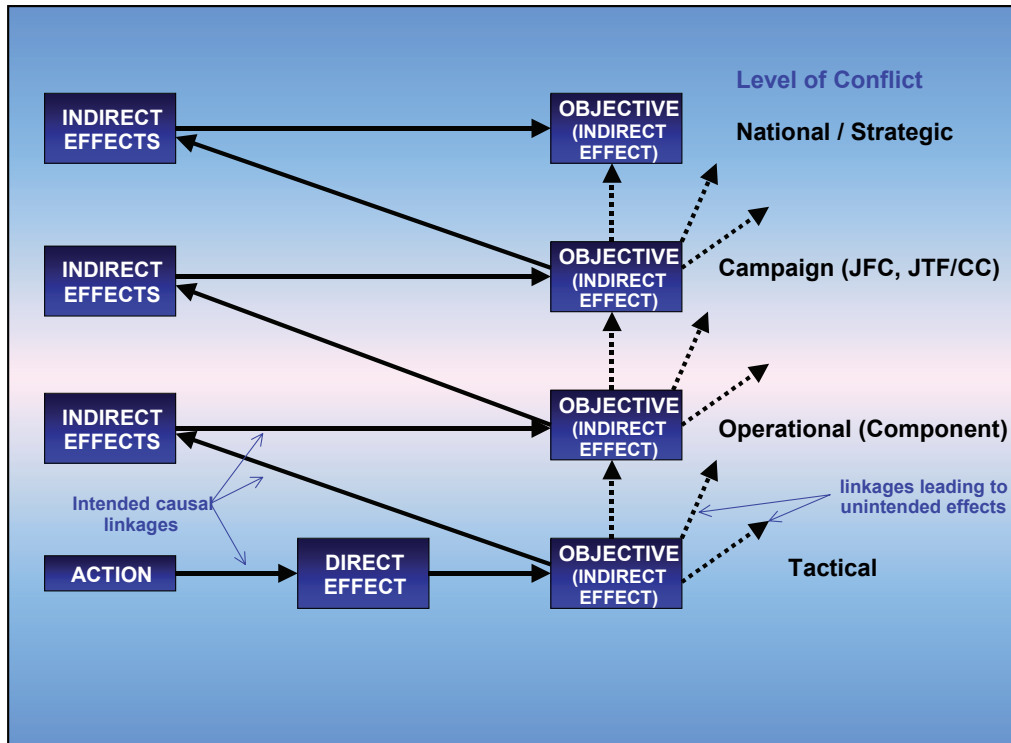 Level of Conflict
INDIRECT
EFFECTS
OBJECTIVE
(INDIRECT
EFFECT)
National / Strategic
INDIRECT
EFFECTS
OBJECTIVE
(INDIRECT
EFFECT)
Campaign (JFC, JTF/CC)
INDIRECT
EFFECTS
OBJECTIVE
(INDIRECT
EFFECT)
Operational (Component)
Intended causal
linkages
linkages leading to
unintended effects
ACTION
DIRECT
EFFECT
OBJECTIVE
(INDIRECT
EFFECT)
Tactical